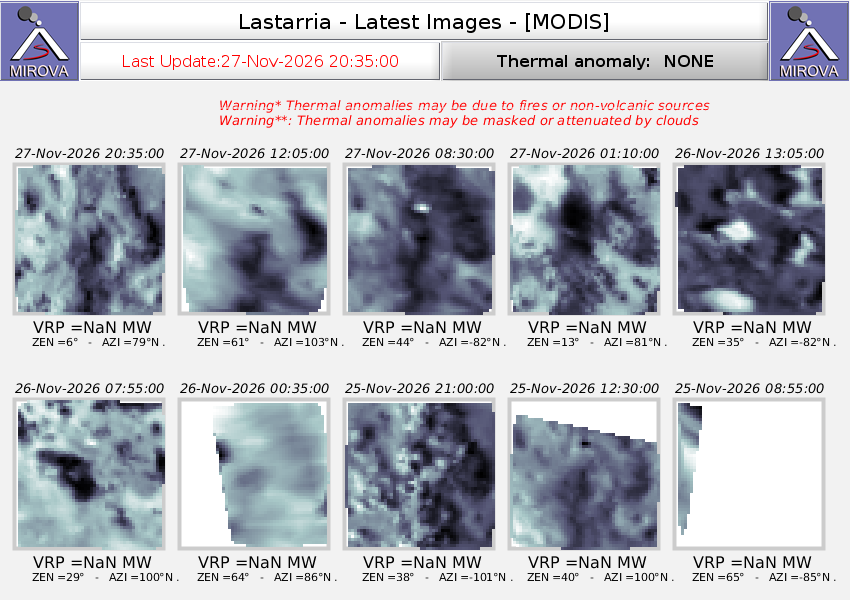 Lastarria - Latest Images - [MODIS]
MIROVA
Last Update:27-Nov-2026 20:35:00
Thermal anomaly: NONE
MIROVA
Warning* Thermal anomalies may be due to fires or non-volcanic sources
Warning**: Thermal anomalies may be masked or attenuated by clouds
27-Nov-2026 20:35:00 27-Nov-2026 12:05:00 27-Nov-2026 08:30:00 27-Nov-2026 01:10:00 26-Nov-2026 13:05:00
VRP =NaN MW VRP =NaN MW VRP =NaN MW VRP =NaN MW VRP =NaN MW
ZEN =6° - AZI =79°N . ZEN =61° - AZI =103°N . ZEN =44° - AZI =-82°N . ZEN =13° - AZI =81°N . ZEN =35° - AZI =-82°N .
26-Nov-2026 07:55:00 26-Nov-2026 00:35:00 25-Nov-2026 21:00:00 25-Nov-2026 12:30:00 25-Nov-2026 08:55:00
VRP =NaN MW VRP =NaN MW VRP =NaN MW VRP =NaN MW VRP =NaN MW
ZEN =29° - AZI =100°N . ZEN =64° - AZI =86°N . ZEN =38° - AZI =-101°N . ZEN =40° - AZI =100°N . ZEN =65° - AZI =-85°N .